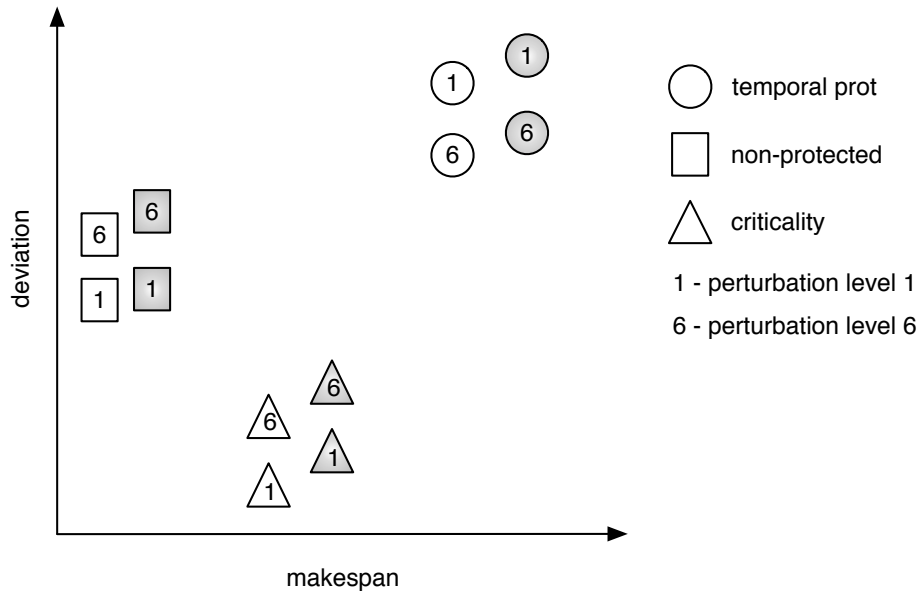 1
1
temporal prot
6
6
non-protected
6
6
criticality
1
1
1 - perturbation level 1
6 - perturbation level 6
deviation
6
6
1
1
makespan